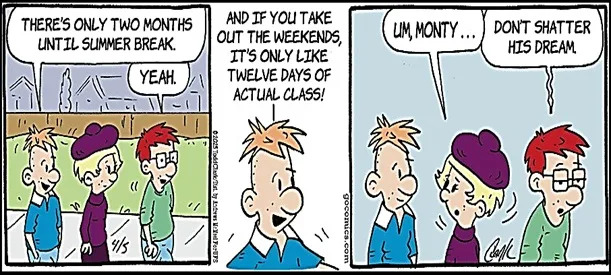 THERE'S ONLY TWO MONTHS
UNTIL SUMMER BREAK.
YEAH.
4/5
AND IF YOU TAKE
OUT THE WEEKENDS,
IT'S ONLY LIKE
TWELVE DAYS OF
ACTUAL CLASS!
UM, MONTY...
DON'T SHATTER
HIS DREAM.
gocomics.com